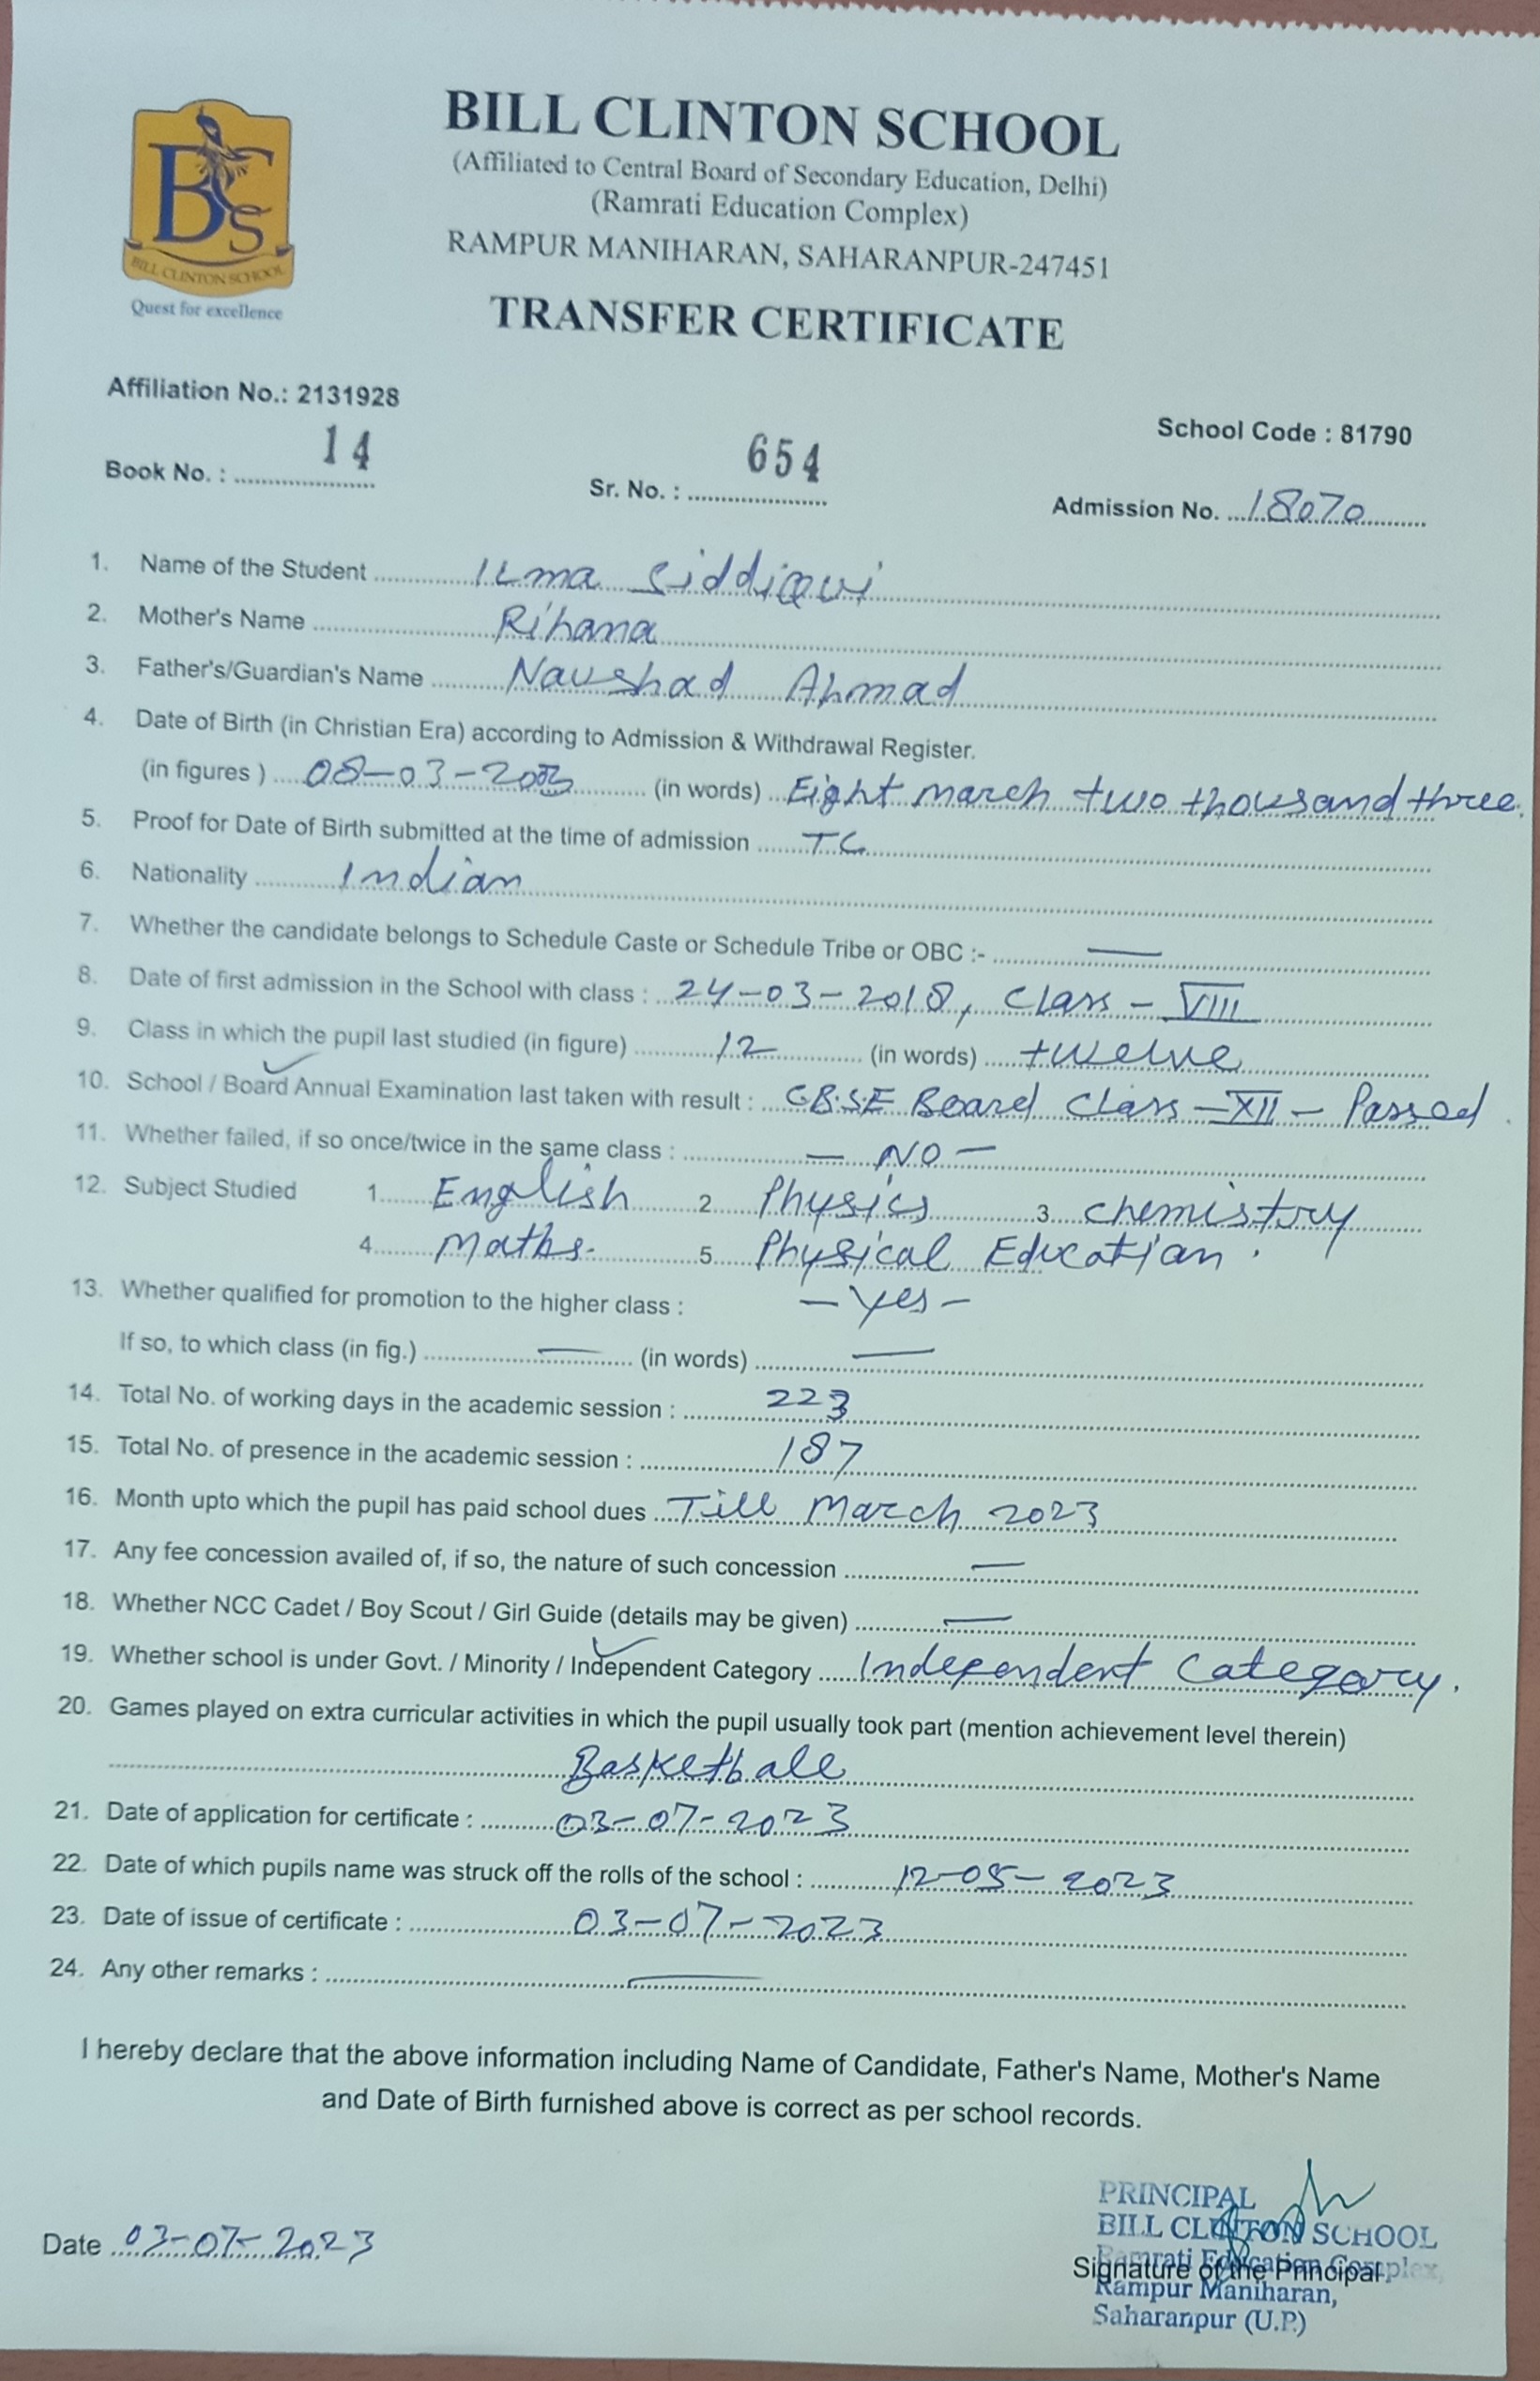 BCS
BILL CLINTON SCHOOL
Quest for excellence
BILL CLINTON SCHOOL
(Affiliated to Central Board of Secondary Education, Delhi)
(Ramrati Education Complex)
RAMPUR MANIHARAN, SAHARANPUR-247451
TRANSFER CERTIFICATE
Affiliation No.: 2131928
School Code : 81790
Book No. : 14 Sr. No. : 654 Admission No. 18070
1. Name of the Student ILma Siddiqui
2. Mother's Name Rihana
3. Father's/Guardian's Name Naushad Ahmad
4. Date of Birth (in Christian Era) according to Admission & Withdrawal Register.
(in figures ) 08-03-2003 (in words) Eight march two thousand three.
5. Proof for Date of Birth submitted at the time of admission TC
6. Nationality Indian
7. Whether the candidate belongs to Schedule Caste or Schedule Tribe or OBC :- —
8. Date of first admission in the School with class : 24-03-2018, Class - VIII
9. Class in which the pupil last studied (in figure) 12 (in words) twelve
10. School / Board Annual Examination last taken with result : C.B.S.E Board Class - XII - Passed
11. Whether failed, if so once/twice in the same class : — NO —
12. Subject Studied 1. English 2. Physics 3. chemistry
4. Maths. 5. Physical Education.
13. Whether qualified for promotion to the higher class : - yes -
If so, to which class (in fig.) — (in words) —
14. Total No. of working days in the academic session : 223
15. Total No. of presence in the academic session : 187
16. Month upto which the pupil has paid school dues Till March 2023
17. Any fee concession availed of, if so, the nature of such concession —
18. Whether NCC Cadet / Boy Scout / Girl Guide (details may be given) —
19. Whether school is under Govt. / Minority / Independent Category Independent Category.
20. Games played on extra curricular activities in which the pupil usually took part (mention achievement level therein)
Basketball
21. Date of application for certificate : 03-07-2023
22. Date of which pupils name was struck off the rolls of the school : 12-05-2023
23. Date of issue of certificate : 03-07-2023
24. Any other remarks : —
I hereby declare that the above information including Name of Candidate, Father's Name, Mother's Name
and Date of Birth furnished above is correct as per school records.
PRINCIPAL
BILL CLINTON SCHOOL
Ramrati Education Complex,
Date 03-07-2023 Signature of the Principal
Rampur Maniharan,
Saharanpur (U.P.)